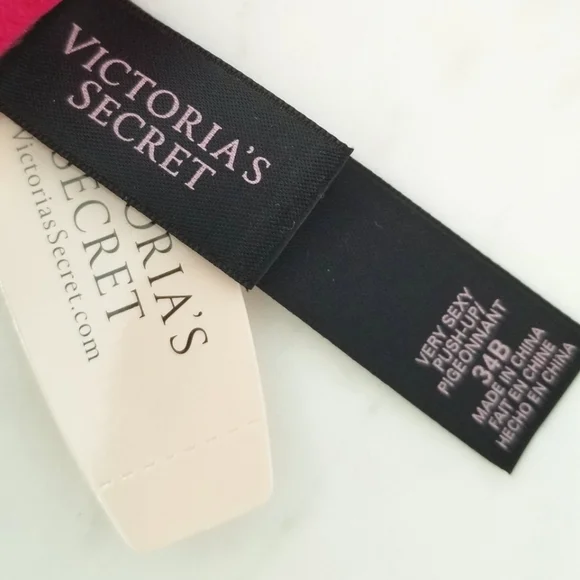 VICTORIA'S
SECRET
VERY SEXY
PUSH-UP/
PIGEONNANT
34B
MADE IN CHINA
FAIT EN CHINE
HECHO EN CHINA
ORIA'S
SECRET
VictoriasSecret.com